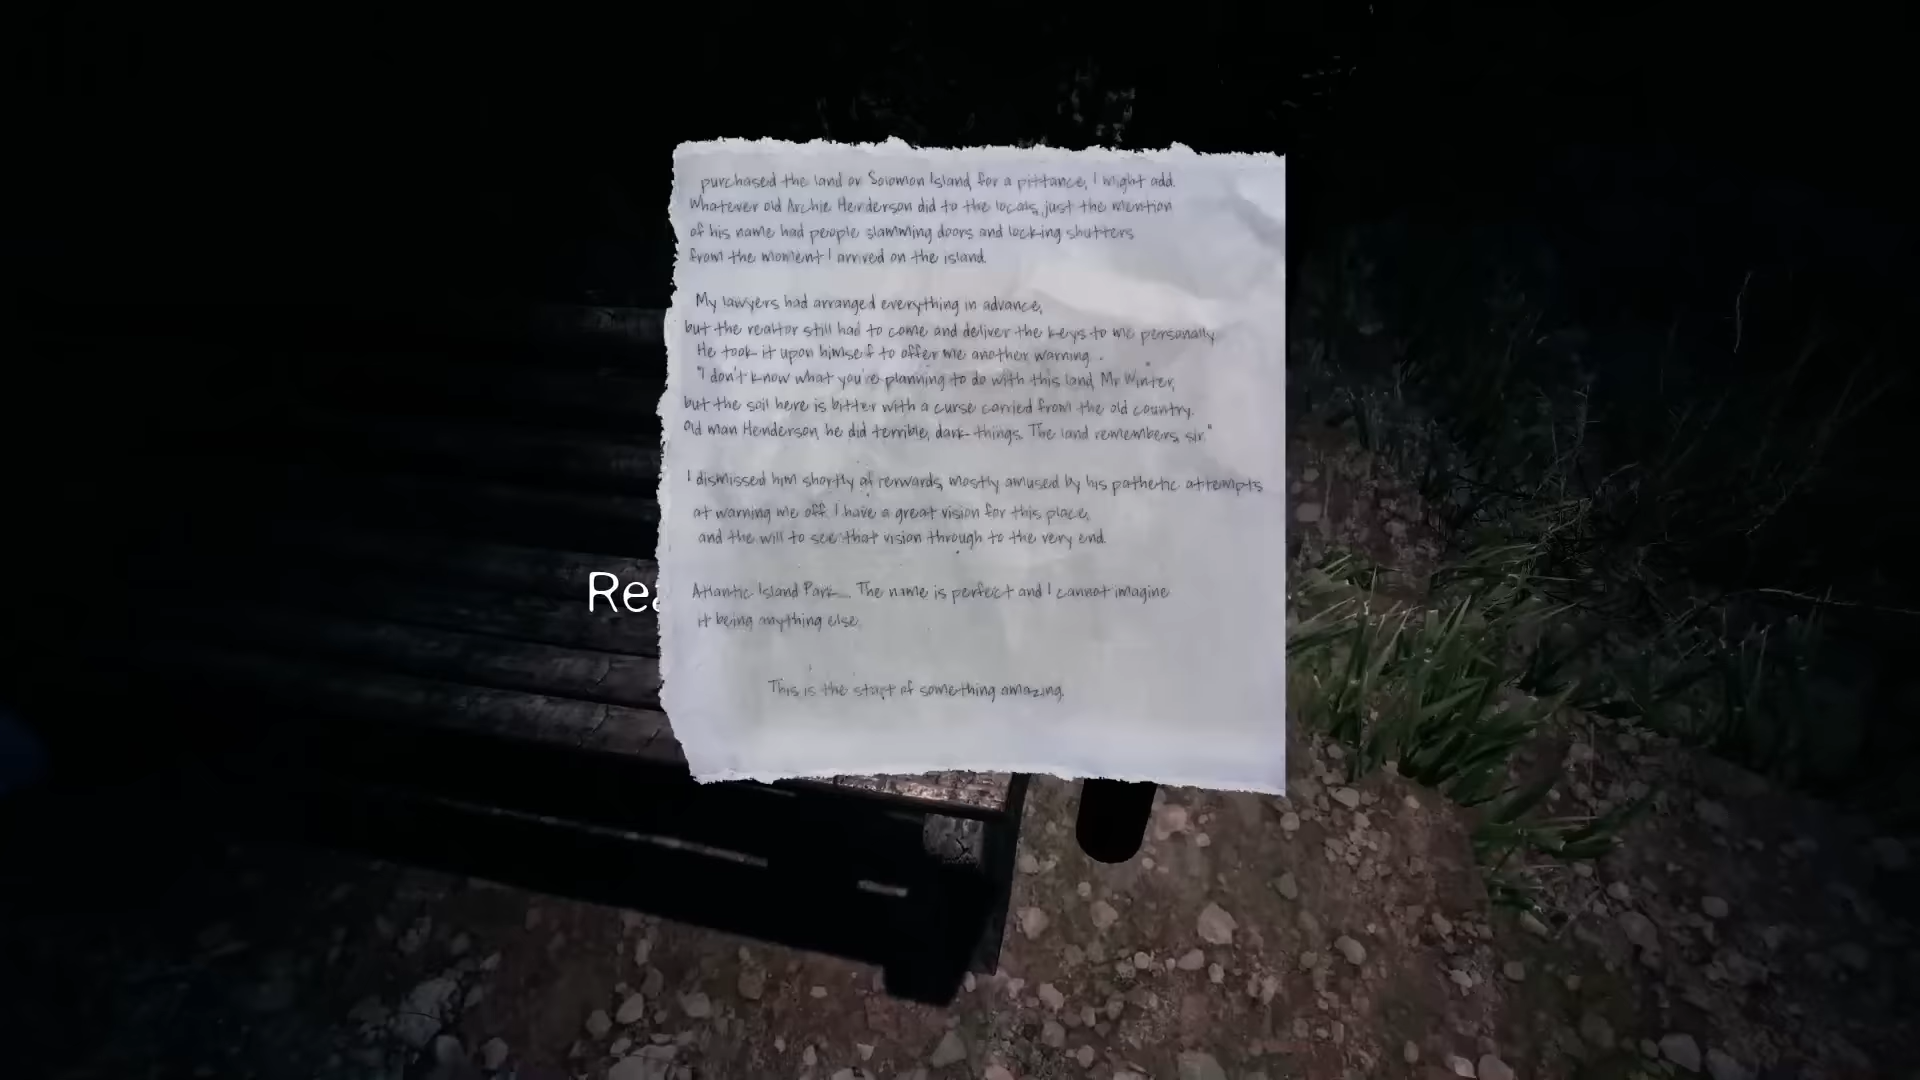 purchased the land on Solomon Island for a pittance, I might add.
Whatever old Archie Henderson did to the locals, just the mention
of his name had people slamming doors and locking shutters
from the moment I arrived on the island.
My lawyers had arranged everything in advance,
but the realtor still had to come and deliver the keys to me personally.
He took it upon himself to offer me another warning.
"I don't know what you're planning to do with this land, Mr Winter,
but the soil here is bitter with a curse carried from the old country.
Old man Henderson, he did terrible, dark things. The land remembers, sir."
I dismissed him shortly afterwards, mostly amused by his pathetic attempts
at warning me off. I have a great vision for this place,
and the will to see that vision through to the very end.
Rea
Atlantic Island Park... The name is perfect and I cannot imagine
it being anything else.
This is the start of something amazing.